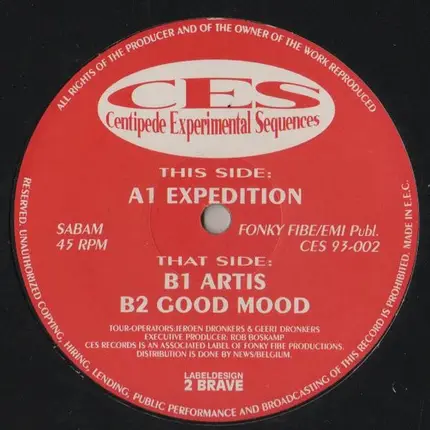 ALL RIGHTS OF THE PRODUCER AND OF THE OWNER OF THE WORK REPRODUCED
CES
Centipede Experimental Sequences
THIS SIDE:
A1 EXPEDITION
SABAM
45 RPM
FONKY FIBE/EMI Publ.
CES 93-002
THAT SIDE:
B1 ARTIS
B2 GOOD MOOD
TOUR-OPERATORS:JEROEN DRONKERS & GEERT DRONKERS
EXECUTIVE PRODUCER: ROB BOSKAMP
CES RECORDS IS AN ASSOCIATED LABEL OF FONKY FIBE PRODUCTIONS.
DISTRIBUTION IS DONE BY NEWS/BELGIUM.
LABELDESIGN
2 BRAVE
RESERVED. UNAUTHORIZED COPYING, HIRING, LENDING, PUBLIC PERFORMANCE AND BROADCASTING OF THIS RECORD IS PROHIBITED. MADE IN E.E.C.